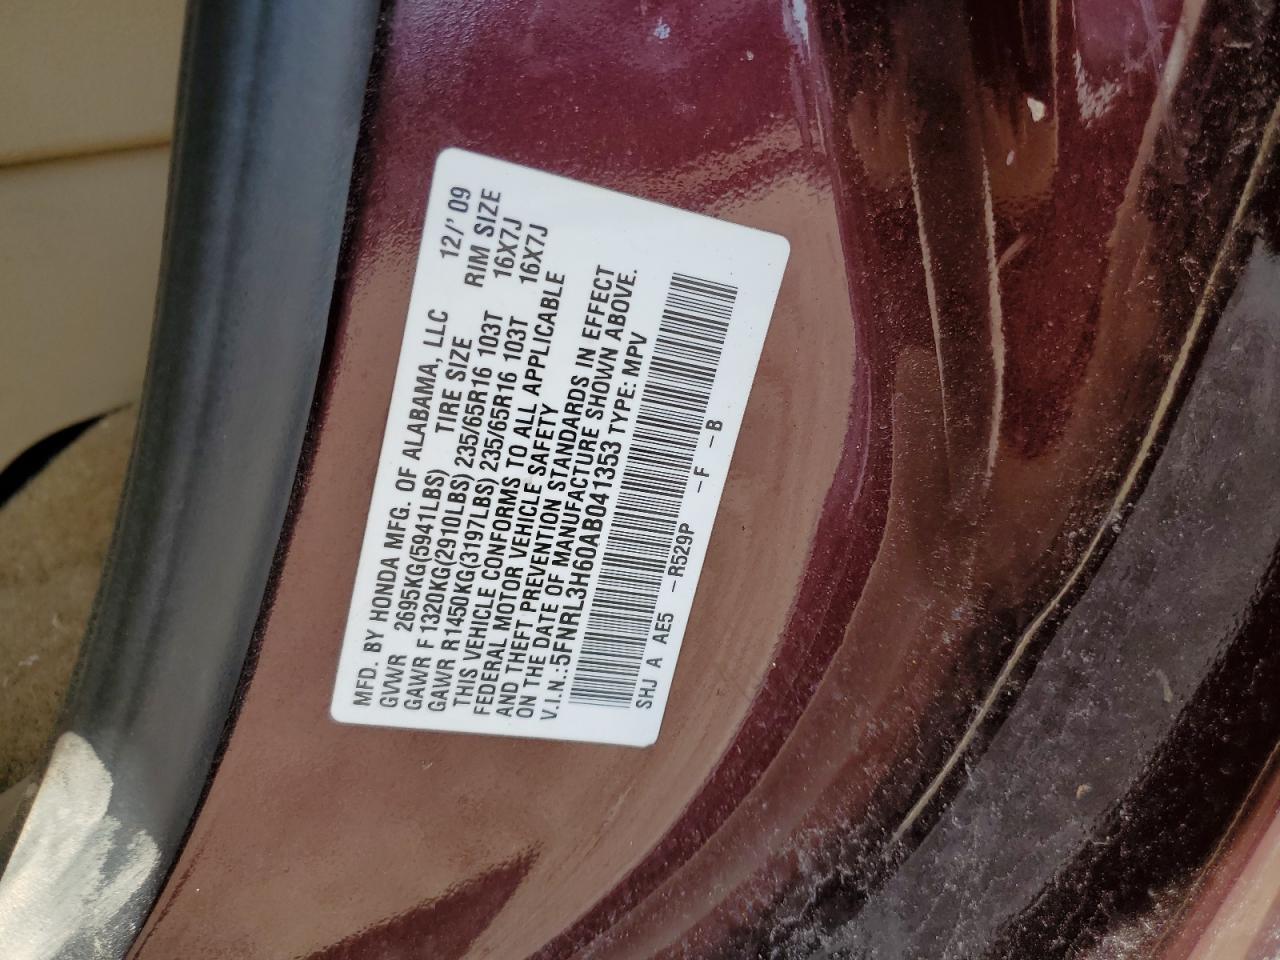 MFD. BY HONDA MFG. OF ALABAMA, LLC 12/' 09
GVWR 2695KG(5941LBS) TIRE SIZE RIM SIZE
GAWR F 1320KG(2910LBS) 235/65R16 103T 16X7J
GAWR R1450KG(3197LBS) 235/65R16 103T 16X7J
THIS VEHICLE CONFORMS TO ALL APPLICABLE
FEDERAL MOTOR VEHICLE SAFETY
AND THEFT PREVENTION STANDARDS IN EFFECT
ON THE DATE OF MANUFACTURE SHOWN ABOVE.
V.I.N.:5FNRL3H60AB041353 TYPE: MPV
SHJ A AE5 -R529P -F -B